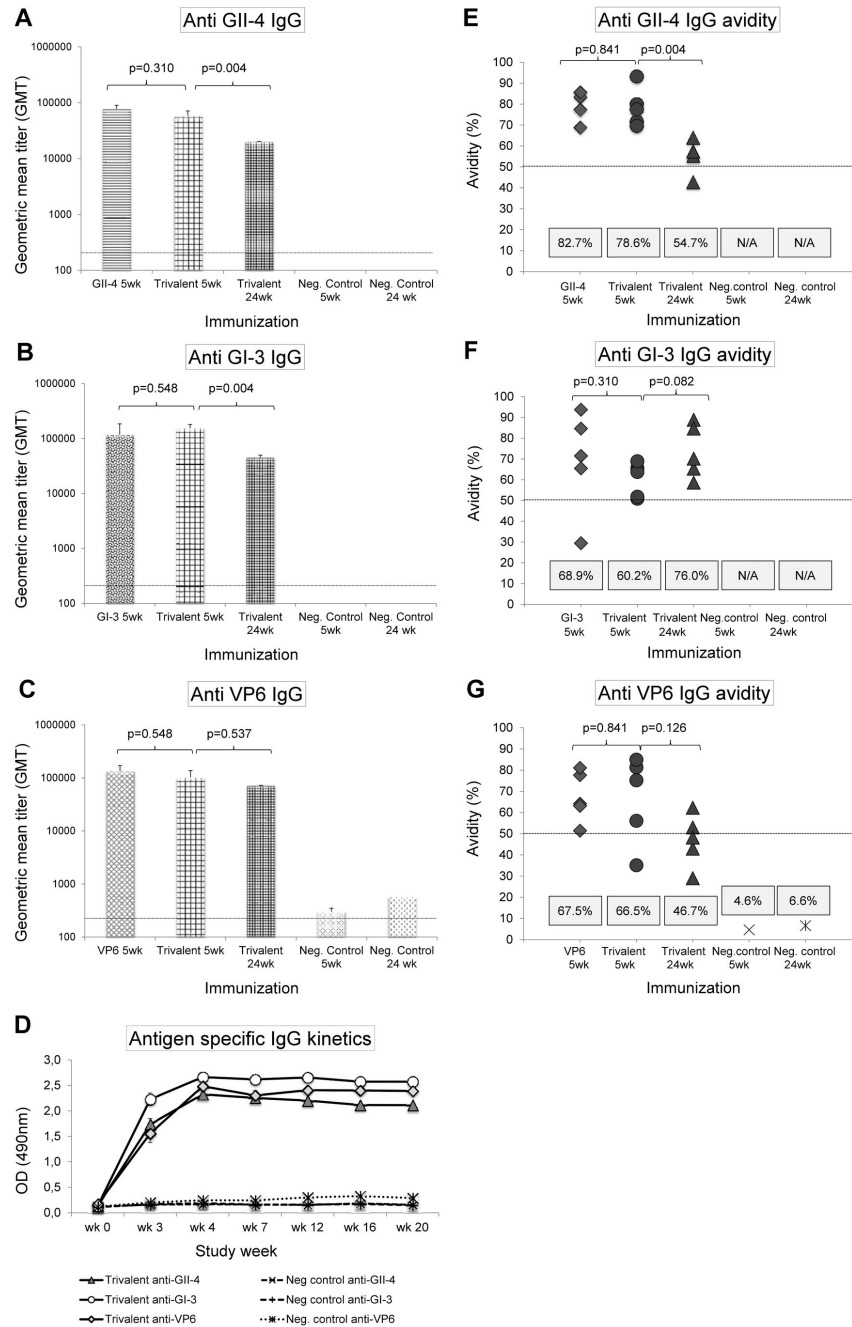 A
Anti GII-4 IgG
Geometric mean titer (GMT)
1000000
100000
10000
1000
100
p=0.310
p=0.004
GII-4 5wk
Trivalent 5wk
Trivalent
24wk
Neg. Control
5wk
Neg. Control
24 wk
Immunization
B
Anti GI-3 IgG
Geometric mean titer (GMT)
1000000
100000
10000
1000
100
p=0.548
p=0.004
GI-3 5wk
Trivalent 5wk
Trivalent
24wk
Neg. Control
5wk
Neg. Control
24 wk
Immunization
C
Anti VP6 IgG
Geometric mean titer (GMT)
1000000
100000
10000
1000
100
p=0.548
p=0.537
VP6 5wk
Trivalent 5wk
Trivalent
24wk
Neg. Control
5wk
Neg. Control
24 wk
Immunization
D
Antigen specific IgG kinetics
OD (490nm)
3,0
2,5
2,0
1,5
1,0
0,5
0,0
wk 0
wk 3
wk 4
wk 7
wk 12
wk 16
wk 20
Study week
Trivalent anti-GII-4
Trivalent anti-GI-3
Trivalent anti-VP6
Neg control anti-GII-4
Neg control anti-GI-3
Neg. control anti-VP6
E
Anti GII-4 IgG avidity
Avidity (%)
100
90
80
70
60
50
40
30
20
10
0
p=0.841
p=0.004
82.7%
78.6%
54.7%
N/A
N/A
GII-4
5wk
Trivalent
5wk
Trivalent
24wk
Neg.control
5wk
Neg. control
24wk
Immunization
F
Anti GI-3 IgG avidity
Avidity (%)
100
90
80
70
60
50
40
30
20
10
0
p=0.310
p=0.082
68.9%
60.2%
76.0%
N/A
N/A
GI-3
5wk
Trivalent
5wk
Trivalent
24wk
Neg.control
5wk
Neg. control
24wk
Immunization
G
Anti VP6 IgG avidity
Avidity (%)
100
90
80
70
60
50
40
30
20
10
0
p=0.841
p=0.126
67.5%
66.5%
46.7%
4.6%
6.6%
VP6
5wk
Trivalent
5wk
Trivalent
24wk
Neg.control
5wk
Neg. control
24wk
Immunization